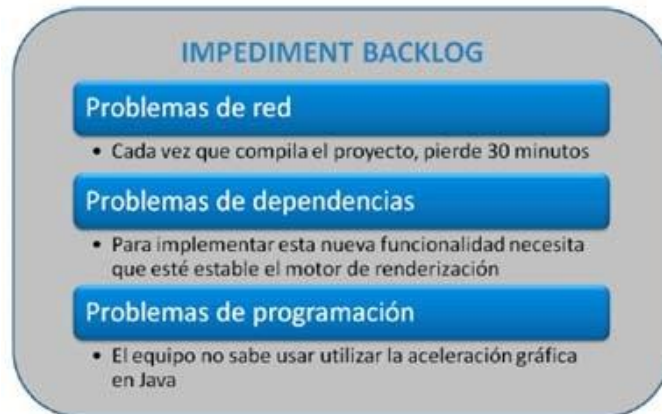 IMPEDIMENT BACKLOG
Problemas de red
• Cada vez que compila el proyecto, pierde 30 minutos
Problemas de dependencias
• Para implementar esta nueva funcionalidad necesita
que esté estable el motor de renderización
Problemas de programación
• El equipo no sabe usar utilizar la aceleración gráfica
en Java